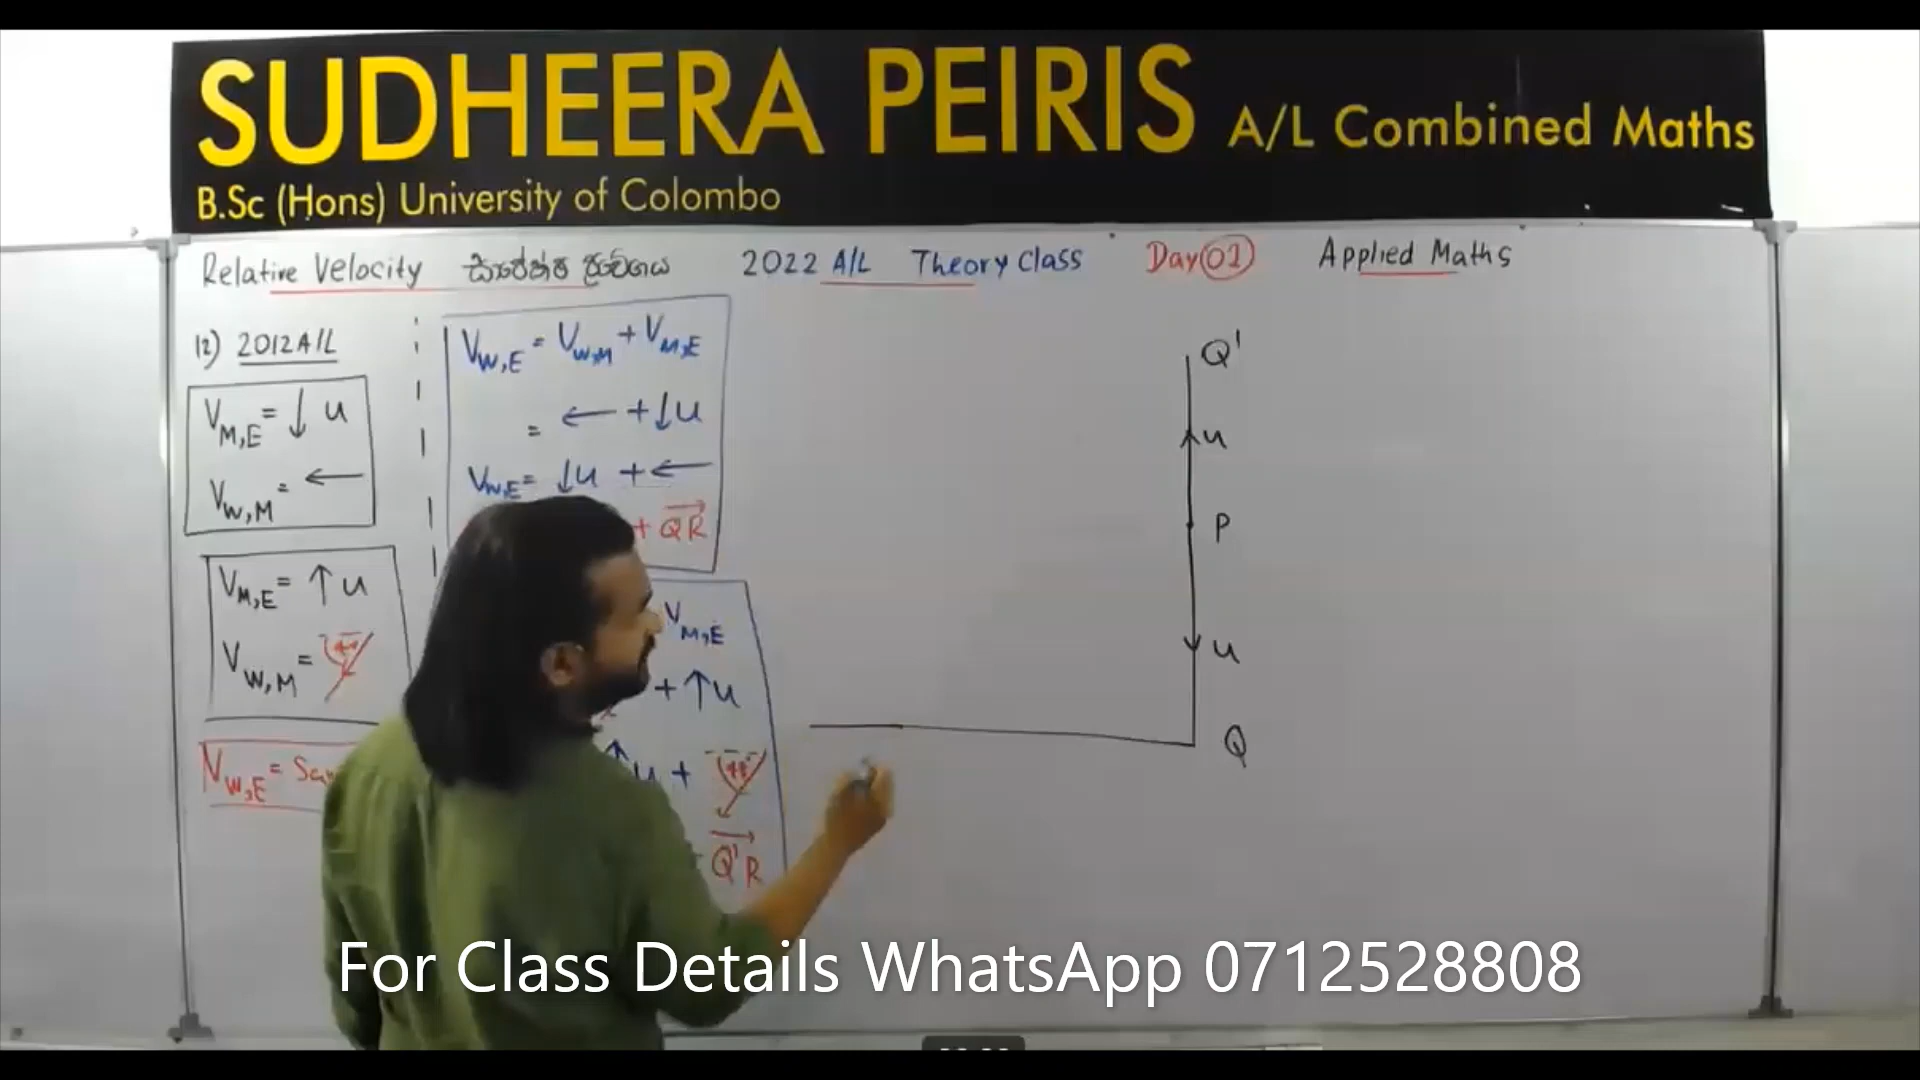 SUDHEERA PEIRIS A/L Combined Maths
B.Sc (Hons) University of Colombo
Relative Velocity සාපේක්ෂ ප්‍රවේගය 2022 A/L Theory Class Day 01 Applied Maths
12) 2012 A/L
V_M,E = ↓ u
V_W,M = ←
V_M,E = ↑ u
V_W,M =
V_W,E =
V_W,E = V_W,M + V_M,E
= ← + ↓u
V_W,E = ↓u + ←
+ QR
V_M,E
+ ↑u
↑u +
Q'R
Q'
u
P
u
Q
For Class Details WhatsApp 0712528808